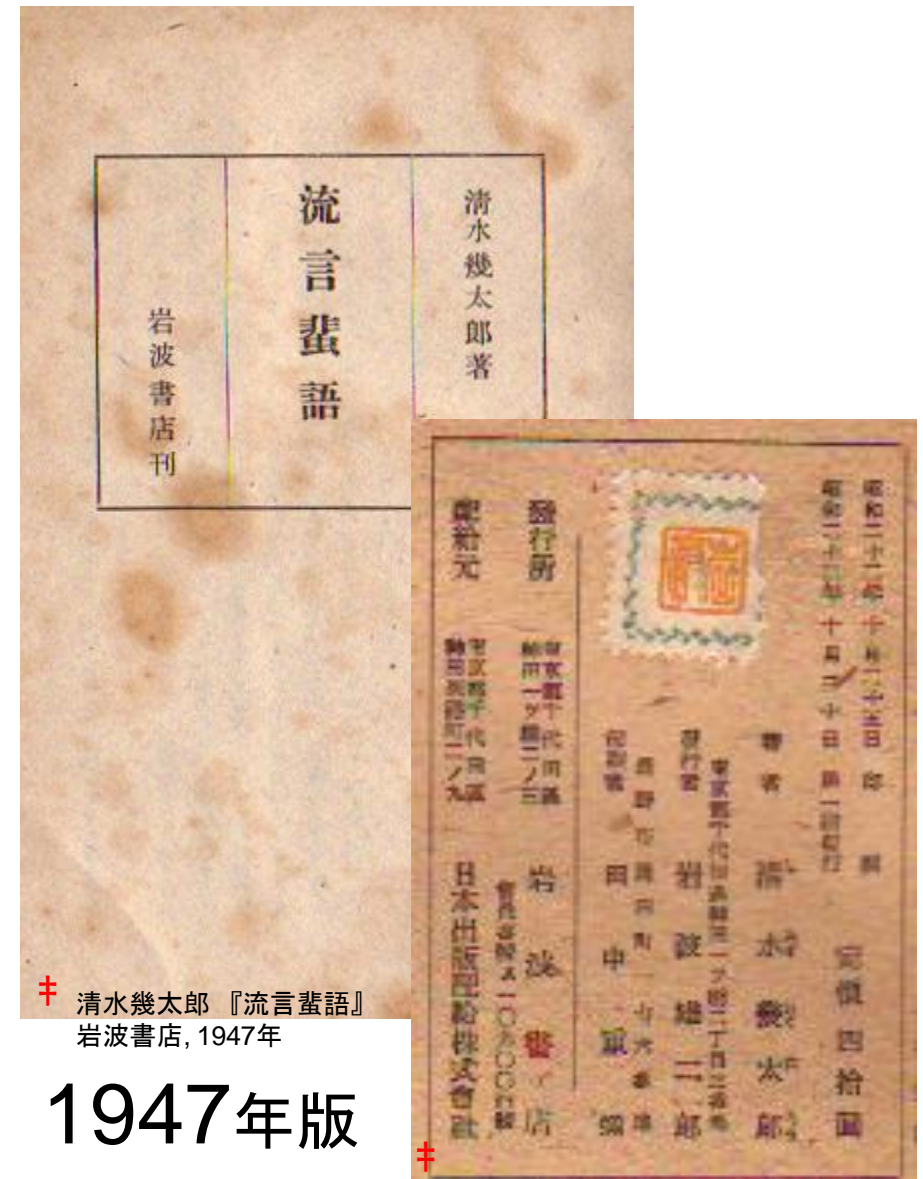 清水幾太郎著
流言蜚語
岩波書店刊
‡
清水幾太郎 『流言蜚語』
岩波書店, 1947年
1947年版
昭和二十二年十月二十五日 印刷
昭和二十二年十月三十日 第一刷發行
定價四拾圓
著者 清水幾太郎
東京都千代田區神田一ツ橋二丁目三番地
發行者 岩波雄二郎
印刷者 田中
發行所 東京都千代田區神田一ツ橋二ノ三 岩波書店
配給元 東京都千代田區神田淡路町二ノ九 日本出版配給株式會社
‡